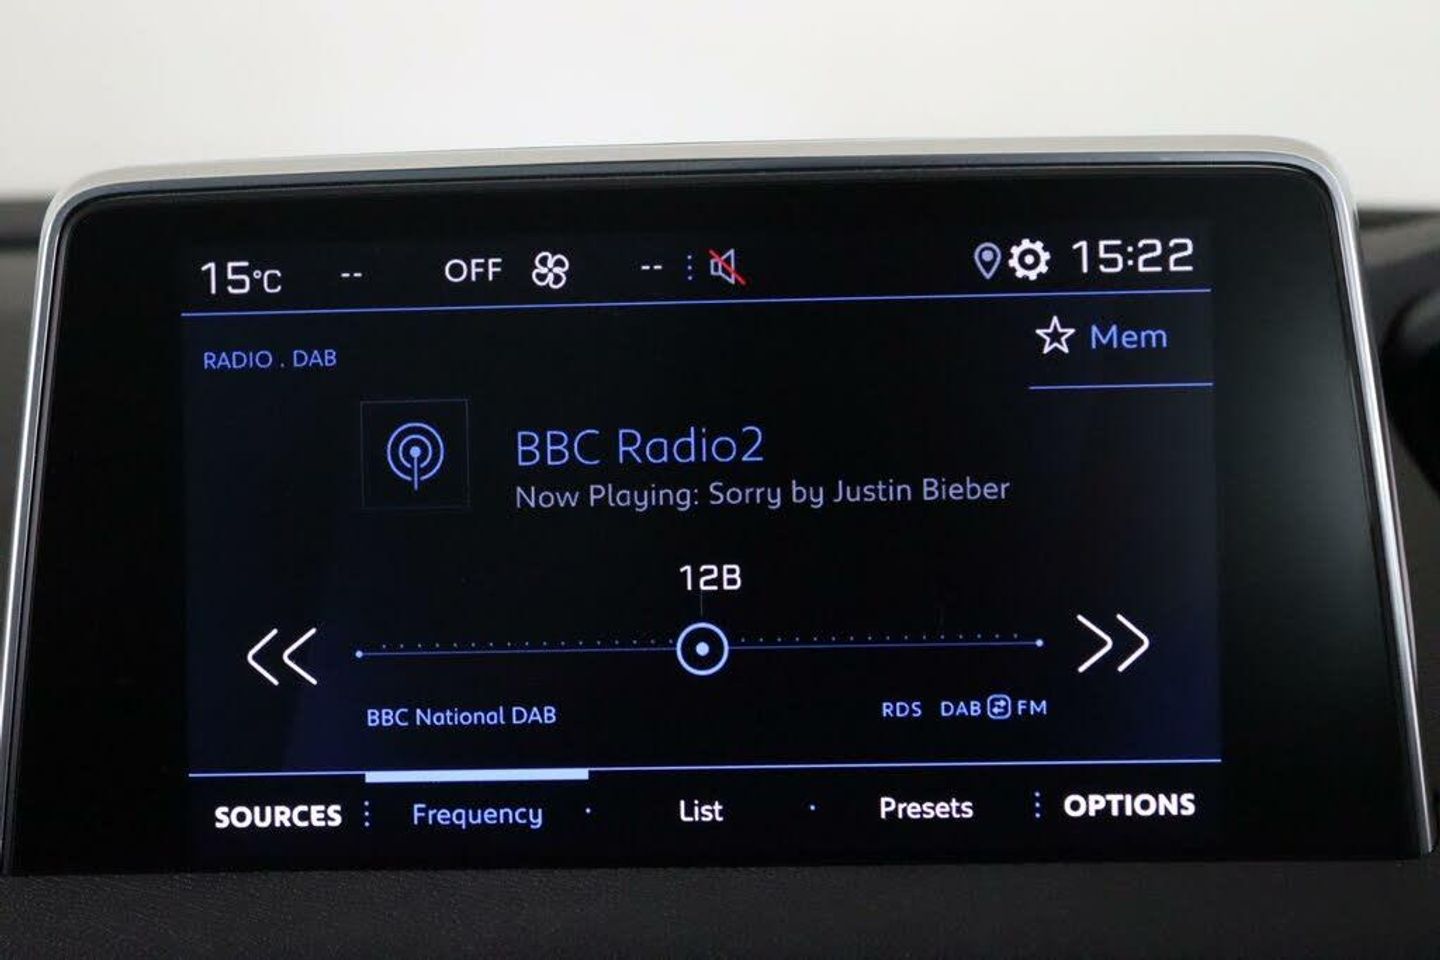 15°C -- OFF -- 15:22
Mem
RADIO . DAB
BBC Radio2
Now Playing: Sorry by Justin Bieber
12B
BBC National DAB RDS DAB FM
SOURCES Frequency List Presets OPTIONS